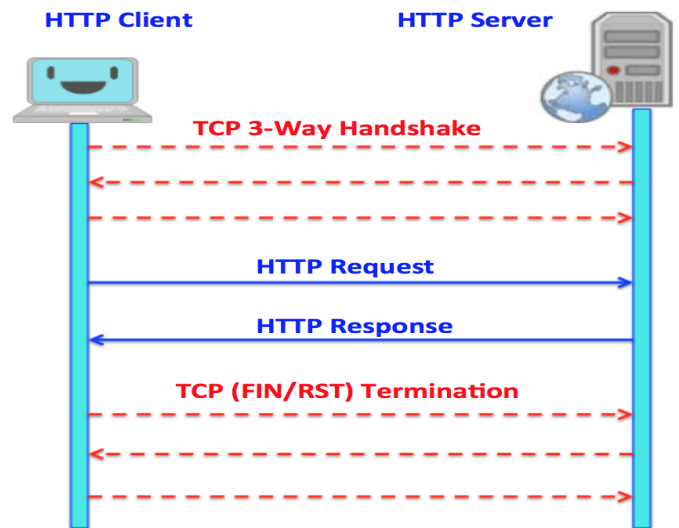 HTTP Client
HTTP Server
TCP 3-Way Handshake
HTTP Request
HTTP Response
TCP (FIN/RST) Termination